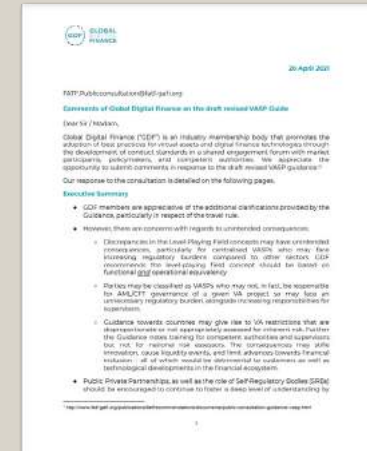 GDF GLOBAL
DIGITAL
FINANCE
20 April 2021
FATF.Publicconsultation@fatf-gafi.org
Comments of Global Digital Finance on the draft revised VASP Guide
Dear Sir / Madam,
Global Digital Finance ("GDF") is an industry membership body that promotes the
adoption of best practices for virtual assets and digital finance technologies through
the development of conduct standards in a shared engagement forum with market
participants, policymakers, and competent authorities. We appreciate the
opportunity to submit comments in response to the draft revised VASP guidance.¹
Our response to the consultation is detailed on the following pages.
Executive Summary
GDF members are appreciative of the additional clarifications provided by the
Guidance, particularly in respect of the travel rule.
However, there are concerns with regards to unintended consequences.
Discrepancies in the Level Playing Field concepts may have unintended
consequences, particularly for centralised VASPs who may face
increasing regulatory burdens compared to other sectors. GDF
recommends the level-playing field concept should be based on
functional and operational equivalency
Parties may be classified as VASPs who may not, in fact, be responsible
for AML/CFT governance of a given VA project so may face an
unnecessary regulatory burden, alongside increasing responsibilities for
supervisors.
Guidance towards countries may give rise to VA restrictions that are
disproportionate or not appropriately assessed for inherent risk. Further
the Guidance notes training for competent authorities and supervisors
but not for national risk assessors. The consequences may stifle
innovation, cause liquidity events, and limit advances towards financial
inclusion - all of which would be detrimental to customers as well as
technological developments in the financial ecosystem.
Public Private Partnerships, as well as the role of Self-Regulatory Bodies (SRBs)
should be encouraged to continue to foster a deep level of understanding by
1